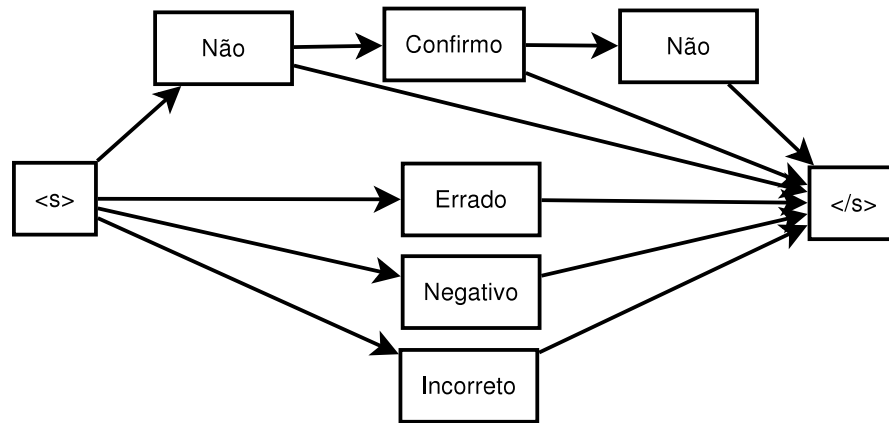 Não
Confirmo
Não
<s>
Errado
</s>
Negativo
Incorreto